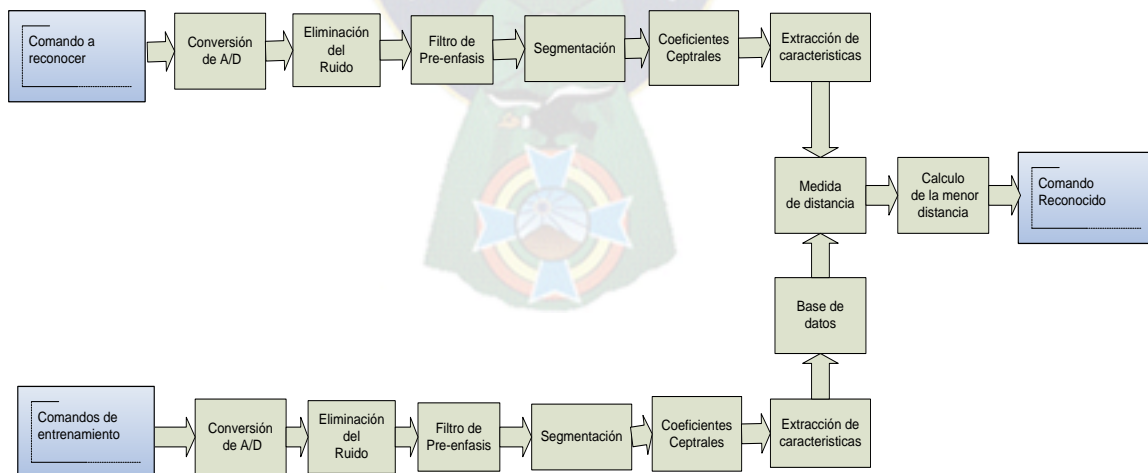 Comando a
reconocer
Conversión
de A/D
Eliminación
del
Ruido
Filtro de
Pre-enfasis
Segmentación
Coeficientes
Ceptrales
Extracción de
caracteristicas
Medida
de distancia
Calculo
de la menor
distancia
Comando
Reconocido
Base de
datos
Comandos de
entrenamiento
Conversión
de A/D
Eliminación
del
Ruido
Filtro de
Pre-enfasis
Segmentación
Coeficientes
Ceptrales
Extracción de
caracteristicas